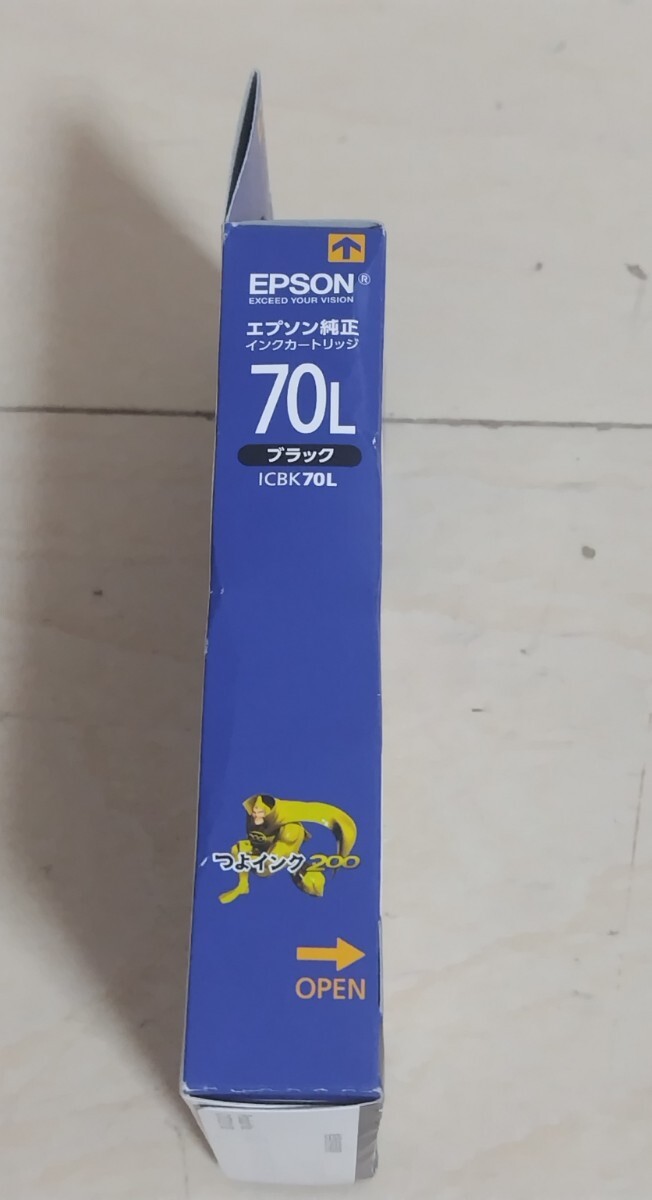 EPSON®
EXCEED YOUR VISION
エプソン純正
インクカートリッジ
70L
ブラック
ICBK70L
つよインク200
OPEN